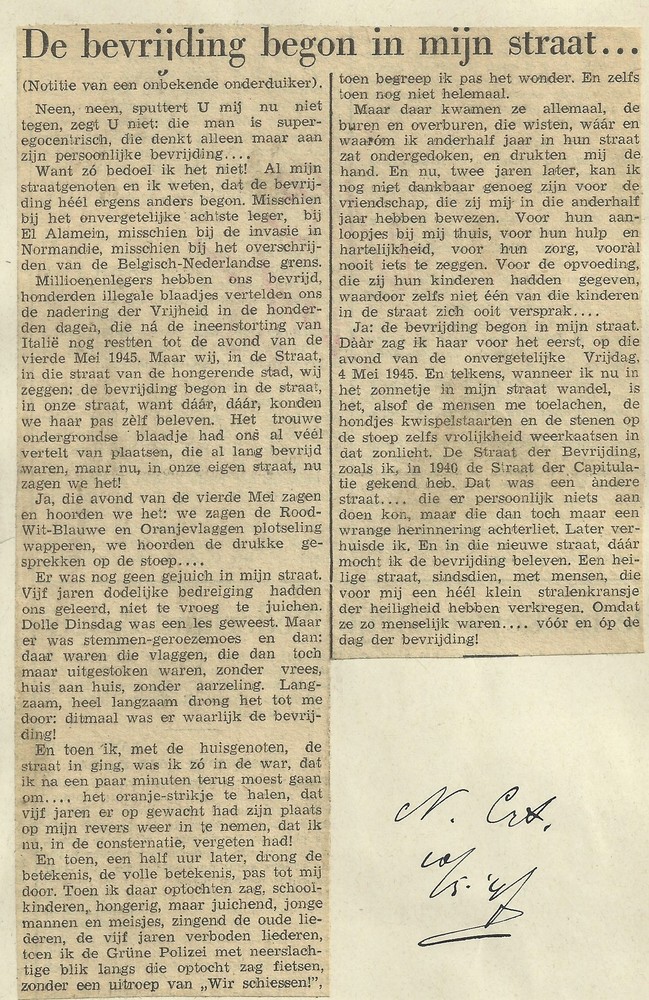 De bevrijding begon in mijn straat...
(Notitie van een onbekende onderduiker).
Neen, neen, sputtert U mij nu niet
tegen, zegt U niet: die man is super-
egocentrisch, die denkt alleen maar aan
zijn persoonlijke bevrijding....
Want zó bedoel ik het niet! Al mijn
straatgenoten en ik weten, dat de bevrij-
ding héél ergens anders begon. Misschien
bij het onvergetelijke achtste leger, bij
El Alamein, misschien bij de invasie in
Normandie, misschien bij het overschrij-
den van de Belgisch-Nederlandse grens.
Millioenenlegers hebben ons bevrijd,
honderden illegale blaadjes vertelden ons
de nadering der Vrijheid in de honder-
den dagen, die ná de ineenstorting van
Italië nog restten tot de avond van de
vierde Mei 1945. Maar wij, in de Straat,
in die straat van de hongerende stad, wij
zeggen: de bevrijding begon in de straat,
in onze straat, want dáár, dáár, konden
we haar pas zèlf beleven. Het trouwe
ondergrondse blaadje had ons al véél
vertelt van plaatsen, die al lang bevrijd
waren, maar nu, in onze eigen straat, nu
zagen we het!
Ja, die avond van de vierde Mei zagen
en hoorden we het: we zagen de Rood-
Wit-Blauwe en Oranjevlaggen plotseling
wapperen, we hoorden de drukke ge-
sprekken op de stoep....
Er was nog geen gejuich in mijn straat.
Vijf jaren dodelijke bedreiging hadden
ons geleerd, niet te vroeg te juichen.
Dolle Dinsdag was een les geweest. Maar
er was stemmen-geroezemoes en dan:
daar waren die vlaggen, die dan toch
maar uitgestoken waren, zonder vrees,
huis aan huis, zonder aarzeling. Lang-
zaam, heel langzaam drong het tot me
door: ditmaal was er waarlijk de bevrij-
ding!
En toen ik, met de huisgenoten, de
straat in ging, was ik zó in de war, dat
ik na een paar minuten terug moest gaan
om.... het oranje-strikje te halen, dat
vijf jaren er op gewacht had zijn plaats
op mijn revers weer in te nemen, dat ik
nu, in de consternatie, vergeten had!
En toen, een half uur later, drong de
betekenis, de volle betekenis, pas tot mij
door. Toen ik daar optochten zag, school-
kinderen, hongerig, maar juichend, jonge
mannen en meisjes, zingend de oude lie-
deren, de vijf jaren verboden liederen,
toen ik de Grüne Polizei met neerslach-
tige blik langs die optocht zag fietsen,
zonder een uitroep van „Wir schiessen!”,
toen begreep ik pas het wonder. En zelfs
toen nog niet helemaal.
Maar daar kwamen ze allemaal, de
buren en overburen, die wisten, wáár en
waaróm ik anderhalf jaar in hun straat
zat ondergedoken, en drukten mij de
hand. En nu, twee jaren later, kan ik
nog niet dankbaar genoeg zijn voor de
vriendschap, die zij mij in die anderhalf
jaar hebben bewezen. Voor hun aan-
loopjes bij mij thuis, voor hun hulp en
hartelijkheid, voor hun zorg, vooral
nooit iets te zeggen. Voor de opvoeding,
die zij hun kinderen hadden gegeven,
waardoor zelfs niet één van die kinderen
in de straat zich ooit versprak....
Ja: de bevrijding begon in mijn straat.
Dààr zag ik haar voor het eerst, op die
avond van de onvergetelijke Vrijdag,
4 Mei 1945. En telkens, wanneer ik nu in
het zonnetje in mijn straat wandel, is
het, alsof de mensen me toelachen, de
hondjes kwispelstaarten en de stenen op
de stoep zelfs vrolijkheid weerkaatsen in
dat zonlicht. De Straat der Bevrijding,
zoals ik, in 1940 de Straat der Capitula-
tie gekend heb. Dat was een àndere
straat.... die er persoonlijk niets aan
doen kon, maar die dan toch maar een
wrange herinnering achterliet. Later ver-
huisde ik. En in die nieuwe straat, dáár
mocht ik de bevrijding beleven. Een hei-
lige straat, sindsdien, met mensen, die
voor mij een héél klein stralenkransje
der heiligheid hebben verkregen. Omdat
ze zo menselijk waren.... vóór en óp de
dag der bevrijding!
N. Crt.